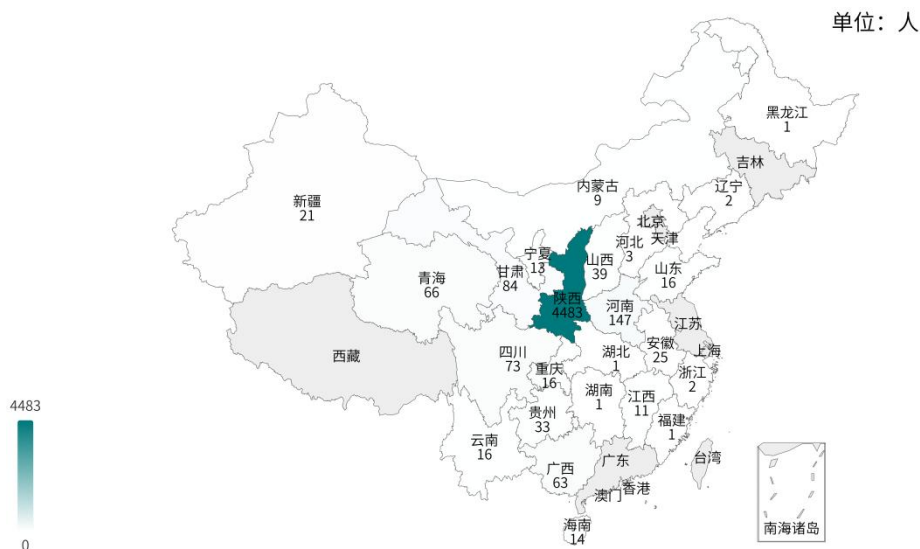 单位：人
黑龙江
1
吉林
辽宁
2
内蒙古
9
新疆
21
北京
天津
河北
3
宁夏
13
山西
39
山东
16
甘肃
84
青海
66
陕西
4483
河南
147
江苏
西藏
四川
73
湖北
1
安徽
25
上海
重庆
16
浙江
2
湖南
1
江西
11
贵州
33
福建
1
云南
16
广西
63
广东
台湾
香港
澳门
海南
14
南海诸岛
4483
0